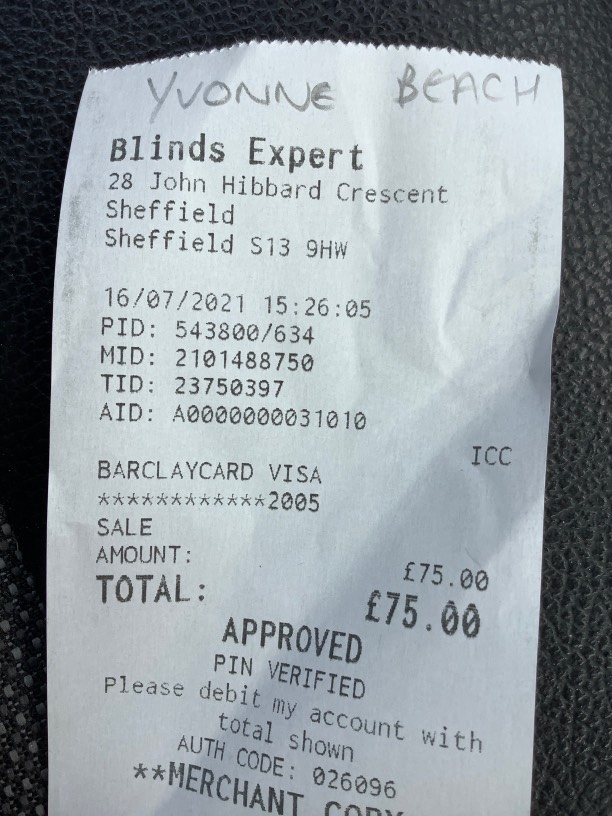 YVONNE BEACH
Blinds Expert
28 John Hibbard Crescent
Sheffield
Sheffield S13 9HW
16/07/2021 15:26:05
PID: 543800/634
MID: 2101488750
TID: 23750397
AID: A0000000031010
ICC
BARCLAYCARD VISA
************2005
SALE
AMOUNT: £75.00
TOTAL: £75.00
APPROVED
PIN VERIFIED
Please debit my account with
total shown
AUTH CODE: 026096
**MERCHANT COPY